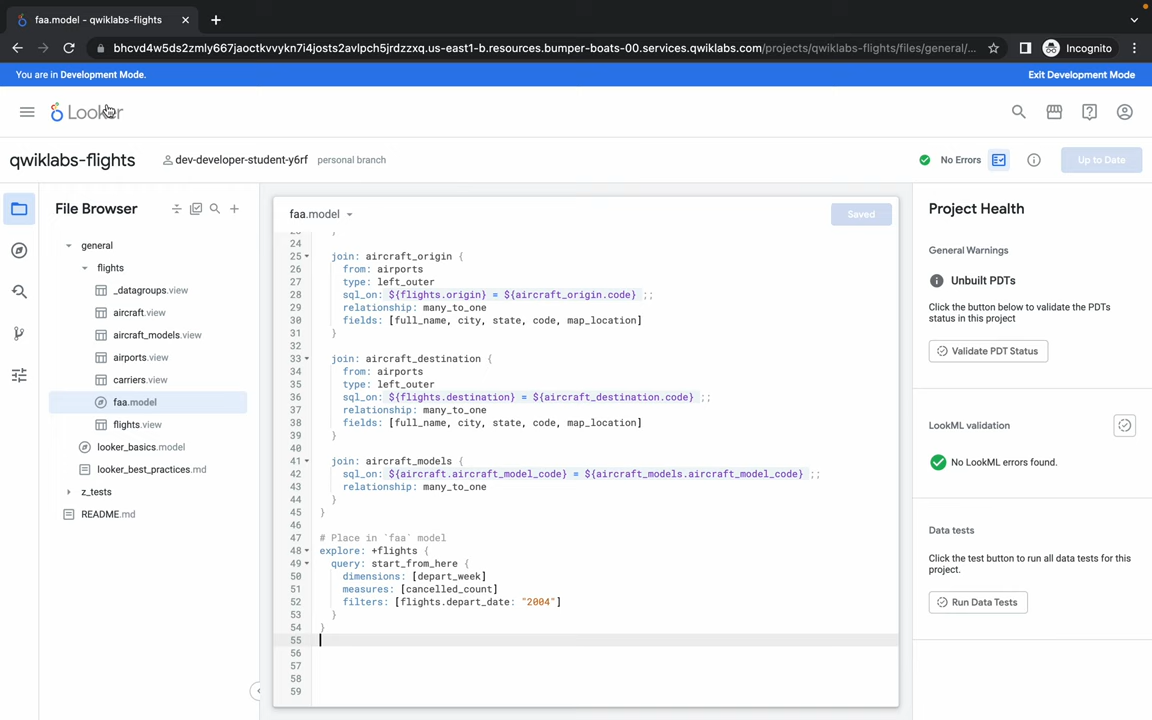 faa.model - qwiklabs-flights
bhcvd4w5ds2zmly667jaoctkvvykn7i4josts2avlpch5jrdzzxq.us-east1-b.resources.bumper-boats-00.services.qwiklabs.com/projects/qwiklabs-flights/files/general/...
Incognito
You are in Development Mode.
Exit Development Mode
Looker
qwiklabs-flights
dev-developer-student-y6rf personal branch
No Errors
Up to Date
File Browser
general
flights
_datagroups.view
aircraft.view
aircraft_models.view
airports.view
carriers.view
faa.model
flights.view
looker_basics.model
looker_best_practices.md
z_tests
README.md
faa.model
Saved
24
25 join: aircraft_origin {
26 from: airports
27 type: left_outer
28 sql_on: ${flights.origin} = ${aircraft_origin.code} ;;
29 relationship: many_to_one
30 fields: [full_name, city, state, code, map_location]
31 }
32
33 join: aircraft_destination {
34 from: airports
35 type: left_outer
36 sql_on: ${flights.destination} = ${aircraft_destination.code} ;;
37 relationship: many_to_one
38 fields: [full_name, city, state, code, map_location]
39 }
40
41 join: aircraft_models {
42 sql_on: ${aircraft.aircraft_model_code} = ${aircraft_models.aircraft_model_code} ;;
43 relationship: many_to_one
44 }
45 }
46
47 # Place in `faa` model
48 explore: +flights {
49 query: start_from_here {
50 dimensions: [depart_week]
51 measures: [cancelled_count]
52 filters: [flights.depart_date: "2004"]
53 }
54 }
55
56
57
58
59
Project Health
General Warnings
Unbuilt PDTs
Click the button below to validate the PDTs
status in this project
Validate PDT Status
LookML validation
No LookML errors found.
Data tests
Click the test button to run all data tests for this
project.
Run Data Tests